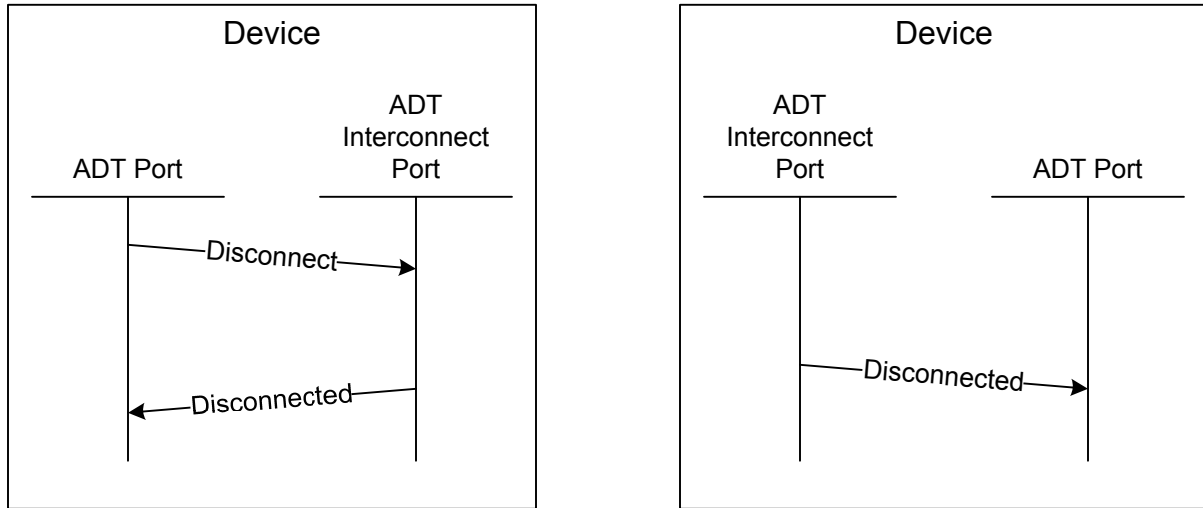 Device
ADT Port
ADT
Interconnect
Port
Disconnect
Disconnected
Device
ADT
Interconnect
Port
ADT Port
Disconnected